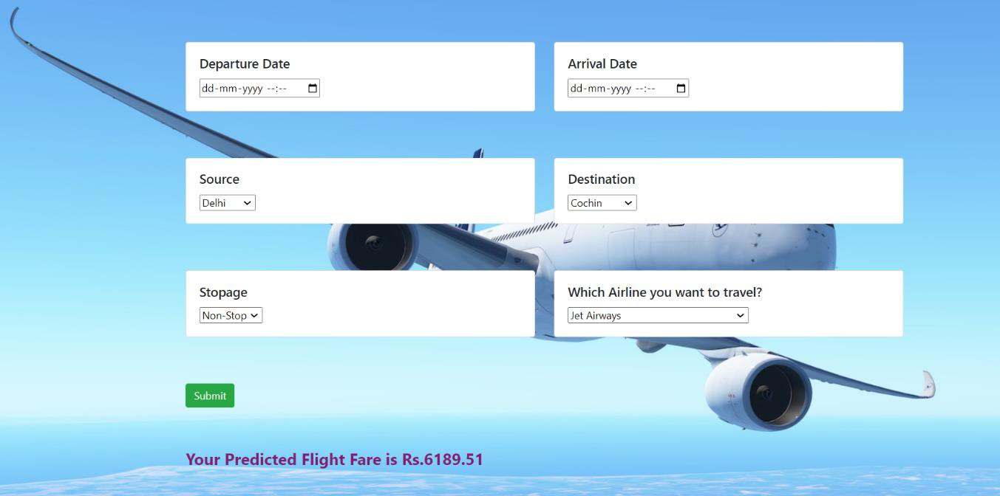 Departure Date
Arrival Date
dd-mm-yyyy --:--
dd-mm-yyyy --:--
Source
Destination
Delhi
Cochin
Stopage
Which Airline you want to travel?
Non-Stop
Jet Airways
Submit
Your Predicted Flight Fare is Rs.6189.51